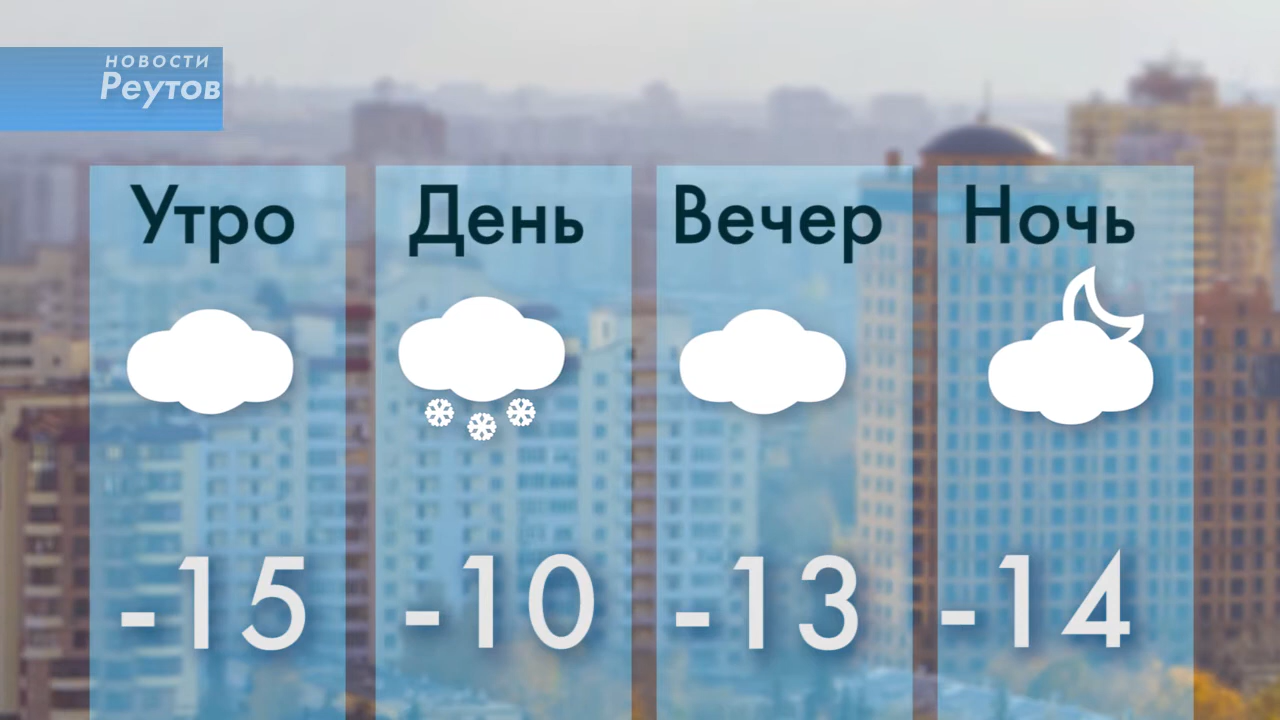 НОВОСТИ
Реутов
Утро
День
Вечер
Ночь
-15
-10
-13
-14